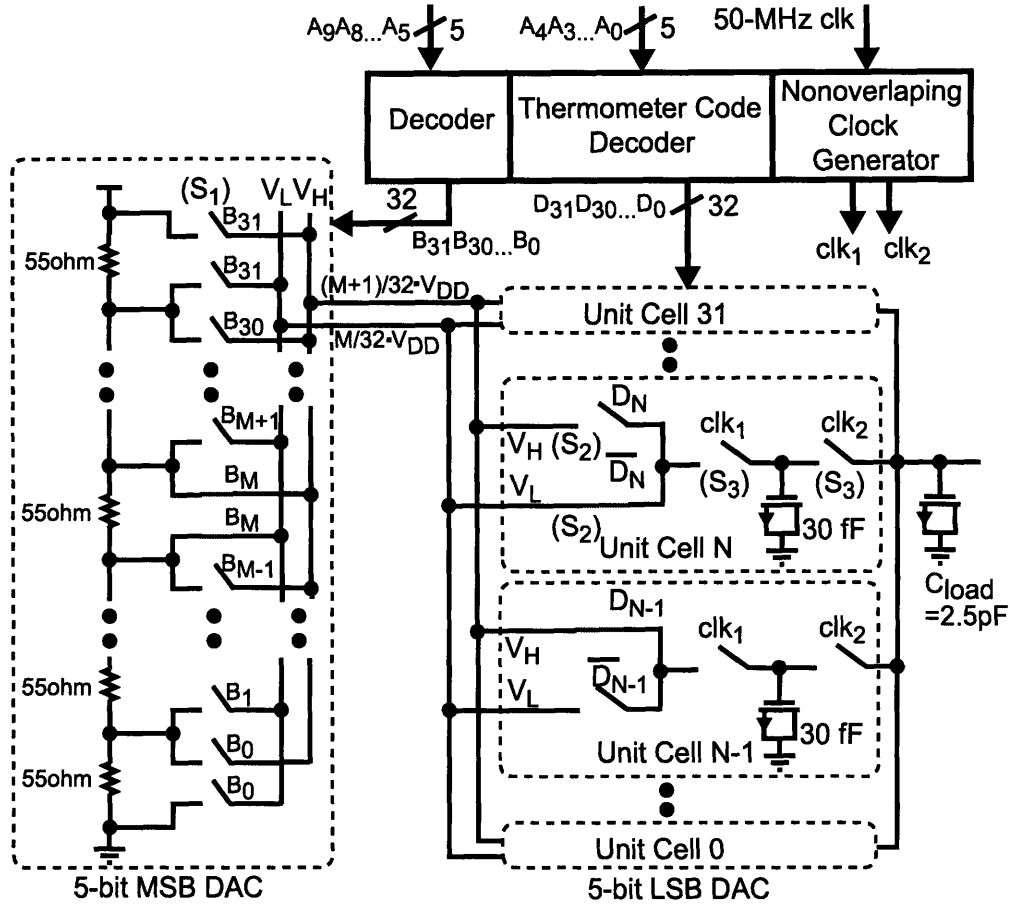 A9A8...A5 5
A4A3...A0 5
50-MHz clk
Decoder
Thermometer Code
Decoder
Nonoverlaping
Clock
Generator
32
B31B30...B0
D31D30...D0 32
clk1 clk2
(S1) VL VH
B31
55ohm
B31
B30
(M+1)/32·VDD
M/32·VDD
BM+1
BM
55ohm
BM
BM-1
55ohm
B1
B0
55ohm
B0
5-bit MSB DAC
Unit Cell 31
DN
clk1
clk2
VH (S2)
DN
(S3)
(S3)
VL
(S2)
30 fF
Unit Cell N
Cload
=2.5pF
DN-1
clk1
clk2
VH
DN-1
VL
30 fF
Unit Cell N-1
Unit Cell 0
5-bit LSB DAC